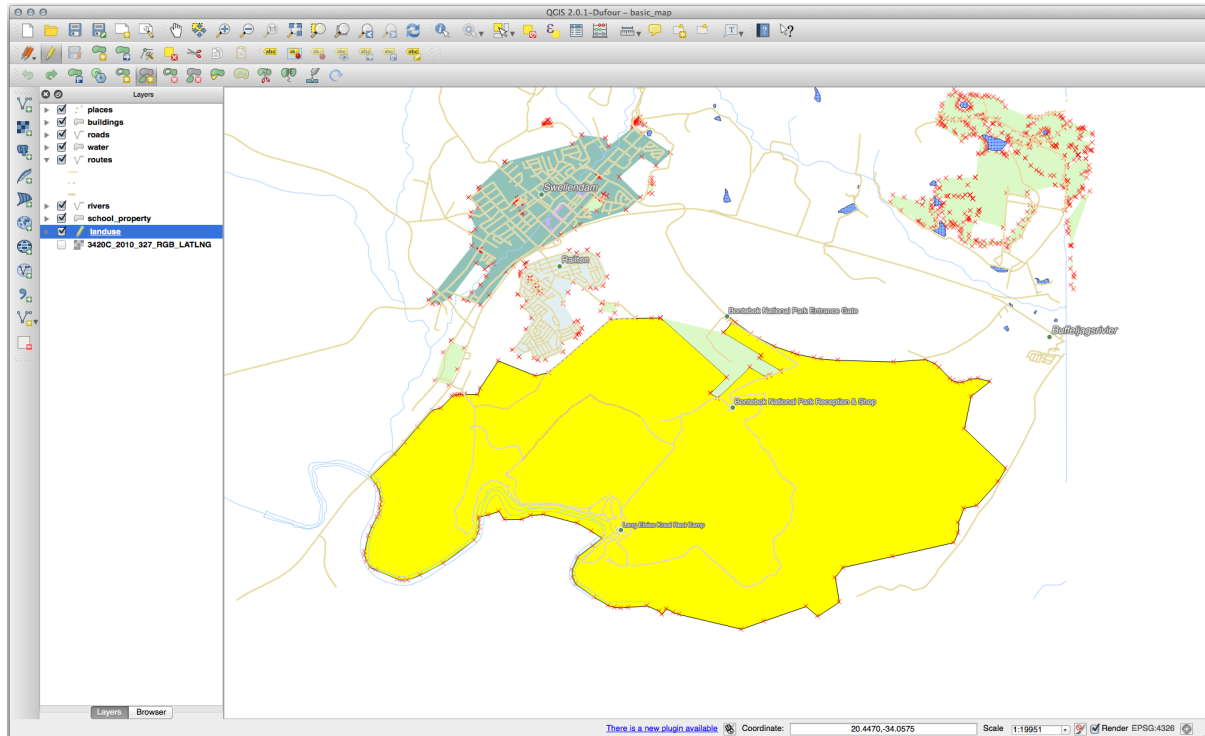 QGIS 2.0.1-Dufour - basic_map
Layers
places
buildings
roads
water
routes
rivers
school_property
landuse
3420C_2010_327_RGB_LATLNG
Swellendam
Railton
Bontebok National Park Entrance Gate
Buffeljagsrivier
Bontebok National Park Reception & Shop
Lang Elsies Kraal Rest Camp
Layers Browser
There is a new plugin available Coordinate: 20.4470,-34.0575 Scale 1:19951 Render EPSG:4326